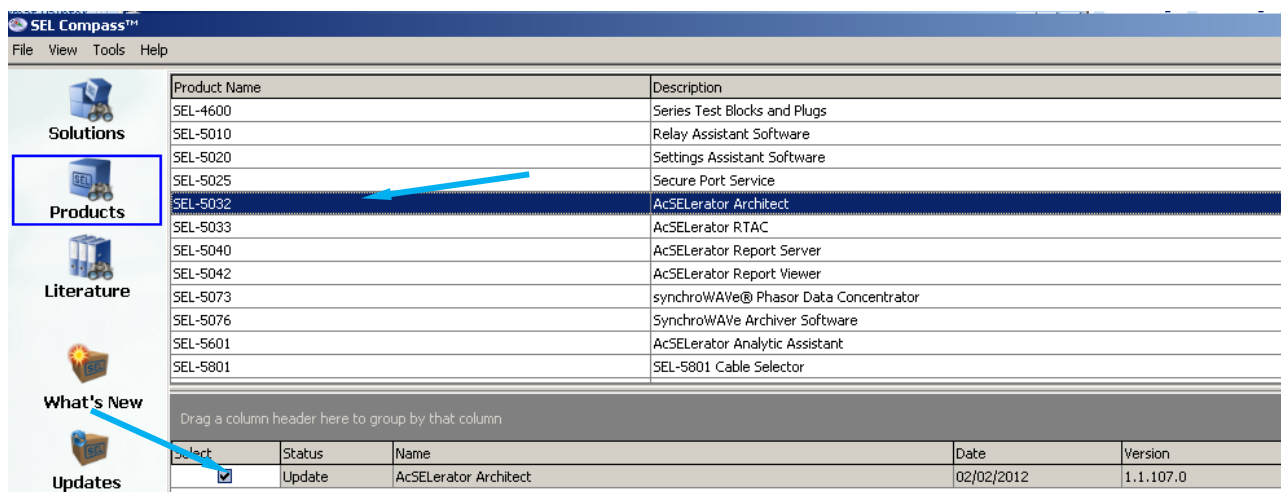 SEL Compass™
File View Tools Help
Solutions
Products
Literature
What's New
Updates
Product Name Description
SEL-4600 Series Test Blocks and Plugs
SEL-5010 Relay Assistant Software
SEL-5020 Settings Assistant Software
SEL-5025 Secure Port Service
SEL-5032 AcSELerator Architect
SEL-5033 AcSELerator RTAC
SEL-5040 AcSELerator Report Server
SEL-5042 AcSELerator Report Viewer
SEL-5073 synchroWAVe® Phasor Data Concentrator
SEL-5076 SynchroWAVe Archiver Software
SEL-5601 AcSELerator Analytic Assistant
SEL-5801 SEL-5801 Cable Selector
Drag a column header here to group by that column
Select Status Name Date Version
Update AcSELerator Architect 02/02/2012 1.1.107.0